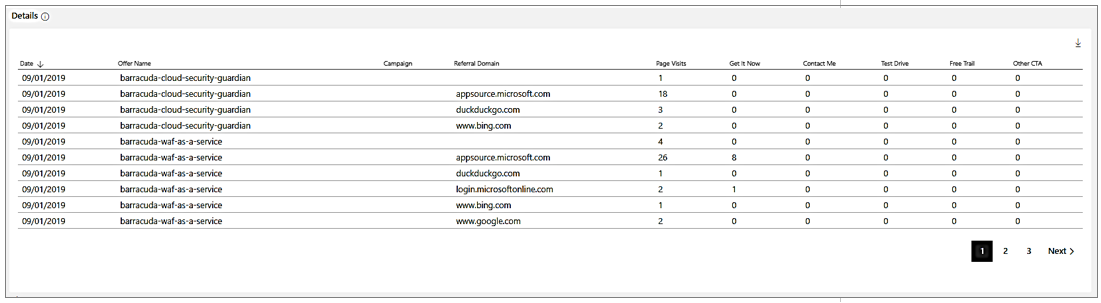 Details
Date Offer Name Campaign Referral Domain Page Visits Get It Now Contact Me Test Drive Free Trail Other CTA
09/01/2019 barracuda-cloud-security-guardian 1 0 0 0 0 0
09/01/2019 barracuda-cloud-security-guardian appsource.microsoft.com 18 0 0 0 0 0
09/01/2019 barracuda-cloud-security-guardian duckduckgo.com 3 0 0 0 0 0
09/01/2019 barracuda-cloud-security-guardian www.bing.com 2 0 0 0 0 0
09/01/2019 barracuda-waf-as-a-service 4 0 0 0 0 0
09/01/2019 barracuda-waf-as-a-service appsource.microsoft.com 26 8 0 0 0 0
09/01/2019 barracuda-waf-as-a-service duckduckgo.com 1 0 0 0 0 0
09/01/2019 barracuda-waf-as-a-service login.microsoftonline.com 2 1 0 0 0 0
09/01/2019 barracuda-waf-as-a-service www.bing.com 1 0 0 0 0 0
09/01/2019 barracuda-waf-as-a-service www.google.com 2 0 0 0 0 0
1 2 3 Next